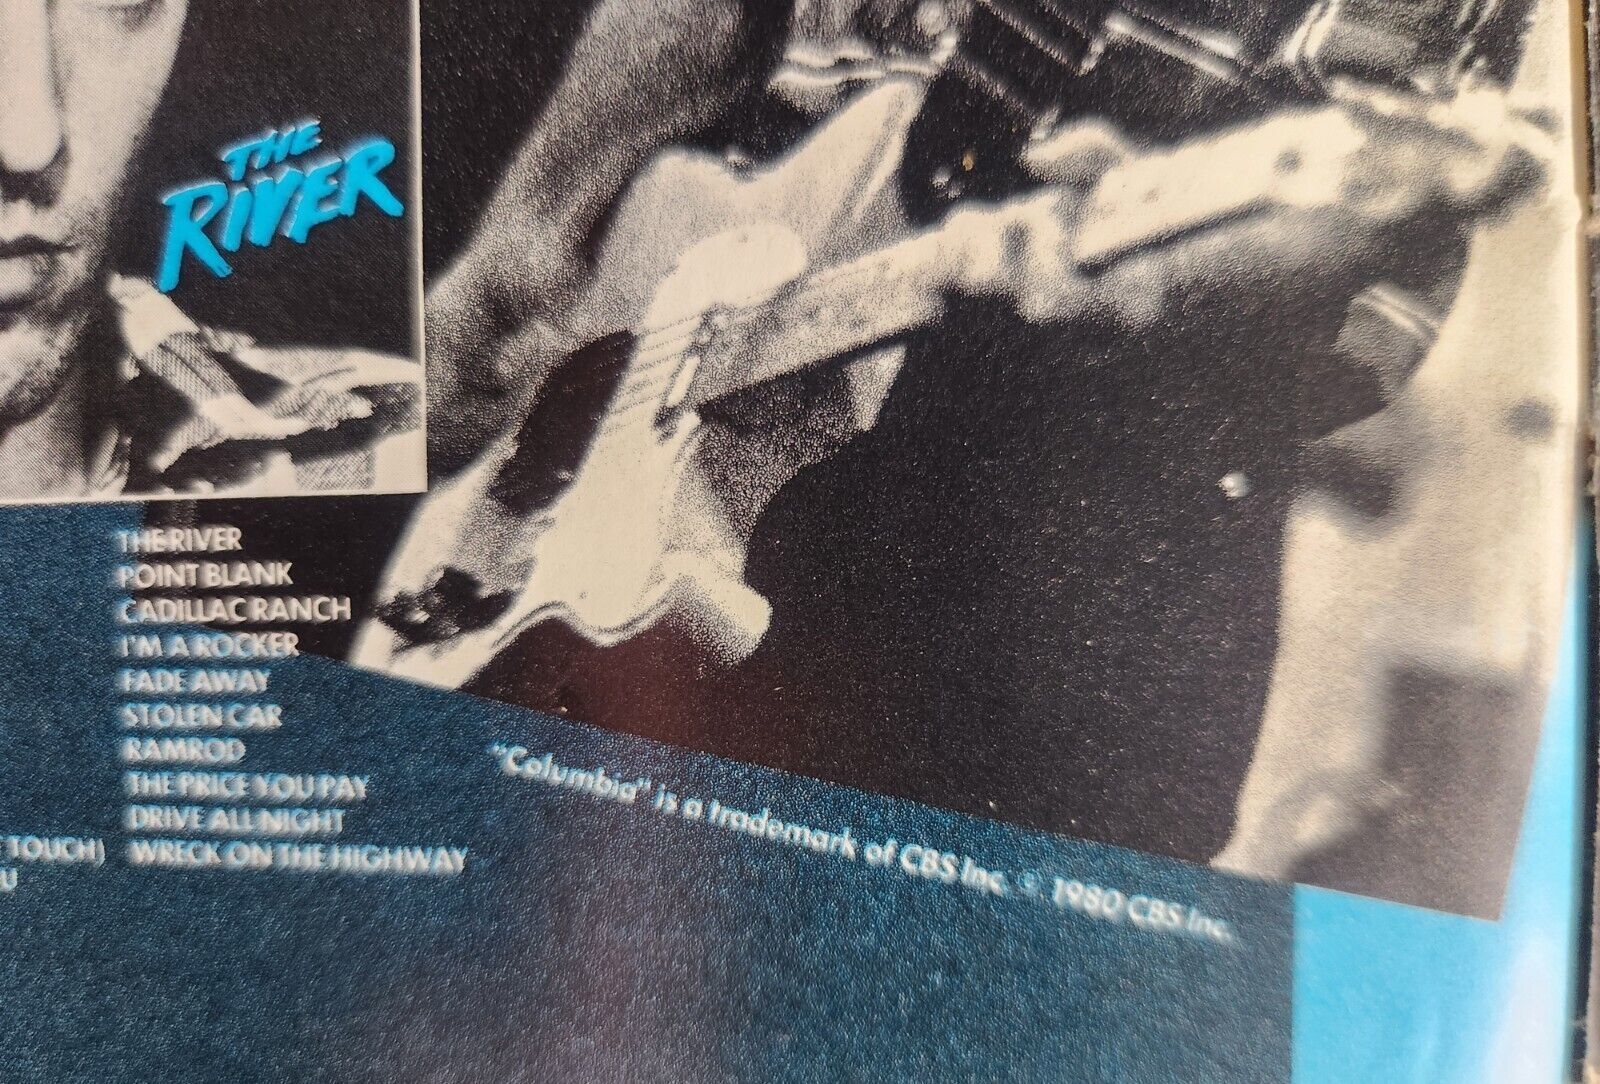 THE
RIVER
THE RIVER
POINT BLANK
CADILLAC RANCH
I'M A ROCKER
FADE AWAY
STOLEN CAR
RAMROD
THE PRICE YOU PAY
DRIVE ALL NIGHT
TOUCH) WRECK ON THE HIGHWAY
U
"Columbia" is a trademark of CBS Inc. © 1980 CBS Inc.